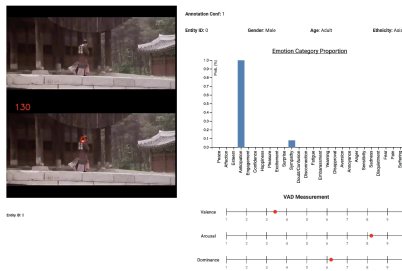 Annotation Conf: 1
Entity ID: 0
Gender: Male
Age: Adult
Ethnicity: Asia
Emotion Category Proportion
Prob. (%)
1.0
0.9
0.8
0.7
0.6
0.5
0.4
0.3
0.2
0.1
0.0
Peace
Affection
Esteem
Anticipation
Engagement
Confidence
Happiness
Pleasure
Excitement
Surprise
Sympathy
Doubt/Confusion
Disconnection
Fatigue
Embarrassment
Yearning
Disapproval
Aversion
Annoyance
Anger
Sensitivity
Sadness
Disquietment
Fear
Pain
Suffering
130
Entity ID: 0
VAD Measurement
Valence
1 2 3 4 5 6 7 8 9
Arousal
1 2 3 4 5 6 7 8 9
Dominance
1 2 3 4 5 6 7 8 9